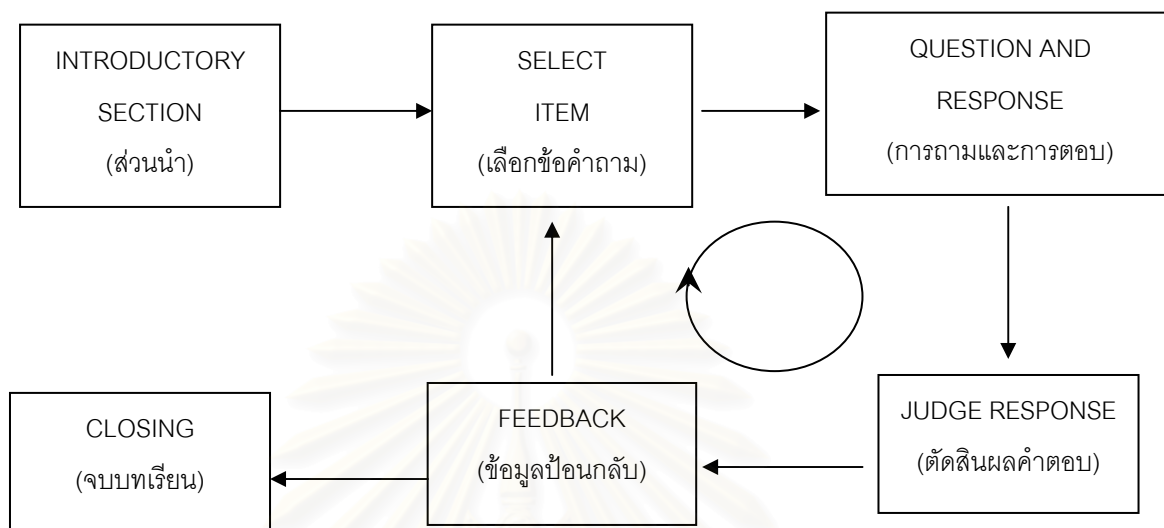 INTRODUCTORY
SECTION
(ส่วนนำ)
SELECT
ITEM
(เลือกข้อคำถาม)
QUESTION AND
RESPONSE
(การถามและการตอบ)
CLOSING
(จบบทเรียน)
FEEDBACK
(ข้อมูลป้อนกลับ)
JUDGE RESPONSE
(ตัดสินผลคำตอบ)